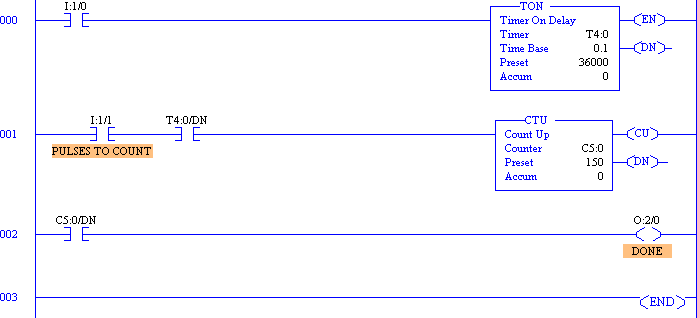 I:1/0
TON
000
Timer On Delay
EN
Timer T4:0
Time Base 0.1
DN
Preset 36000
Accum 0
I:1/1 T4:0/DN
CTU
001
Count Up
CU
PULSES TO COUNT
Counter C5:0
Preset 150
DN
Accum 0
C5:0/DN O:2/0
002
DONE
003
END